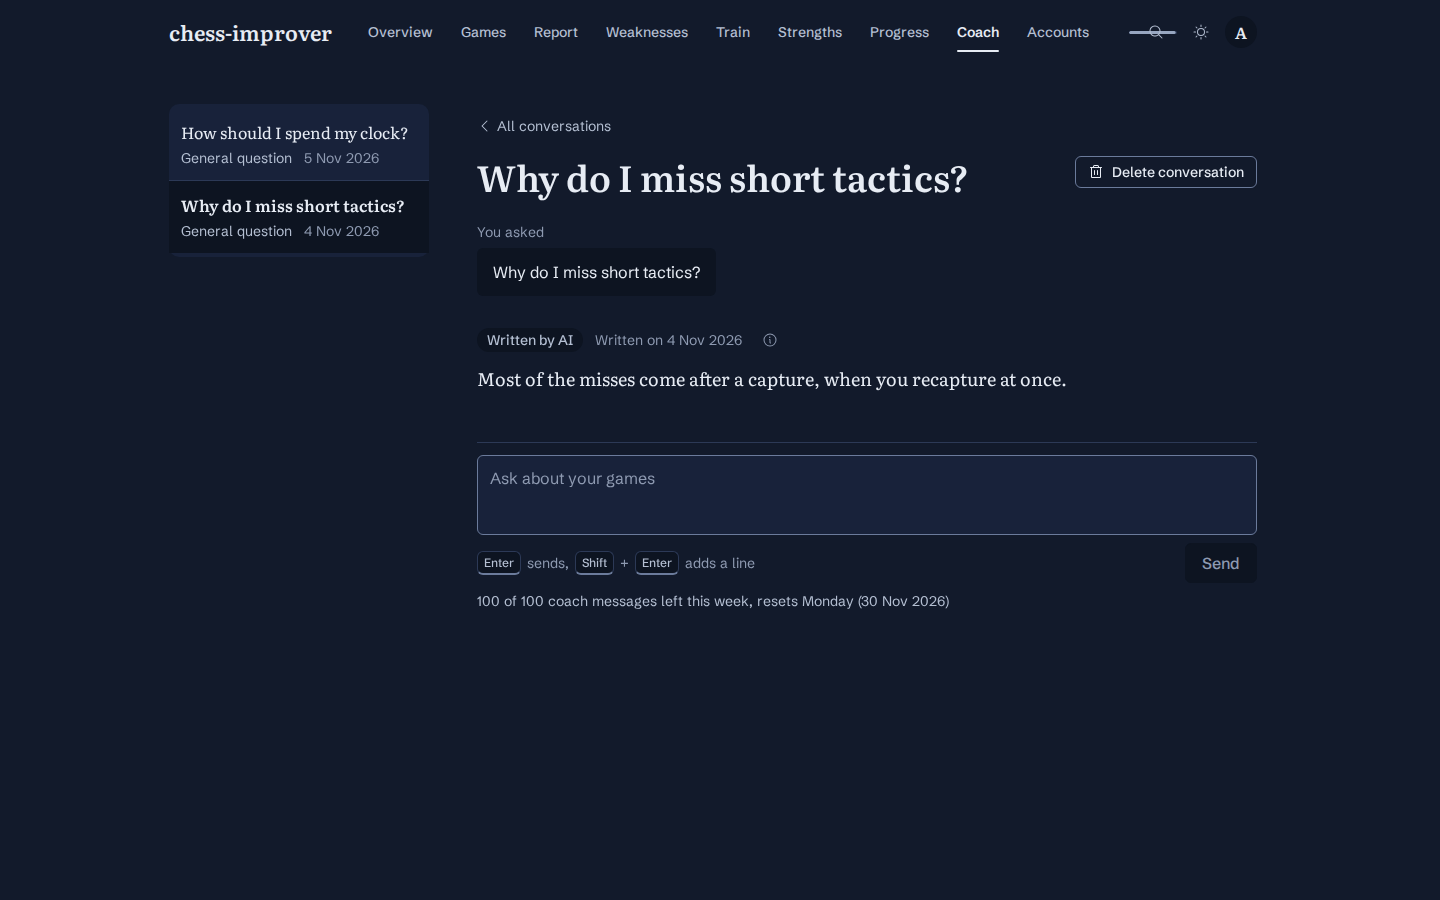 chess-improver Overview Games Report Weaknesses Train Strengths Progress Coach Accounts A
How should I spend my clock?
General question 5 Nov 2026
Why do I miss short tactics?
General question 4 Nov 2026
All conversations
Why do I miss short tactics?
Delete conversation
You asked
Why do I miss short tactics?
Written by AI Written on 4 Nov 2026
Most of the misses come after a capture, when you recapture at once.
Ask about your games
Enter sends, Shift + Enter adds a line
Send
100 of 100 coach messages left this week, resets Monday (30 Nov 2026)